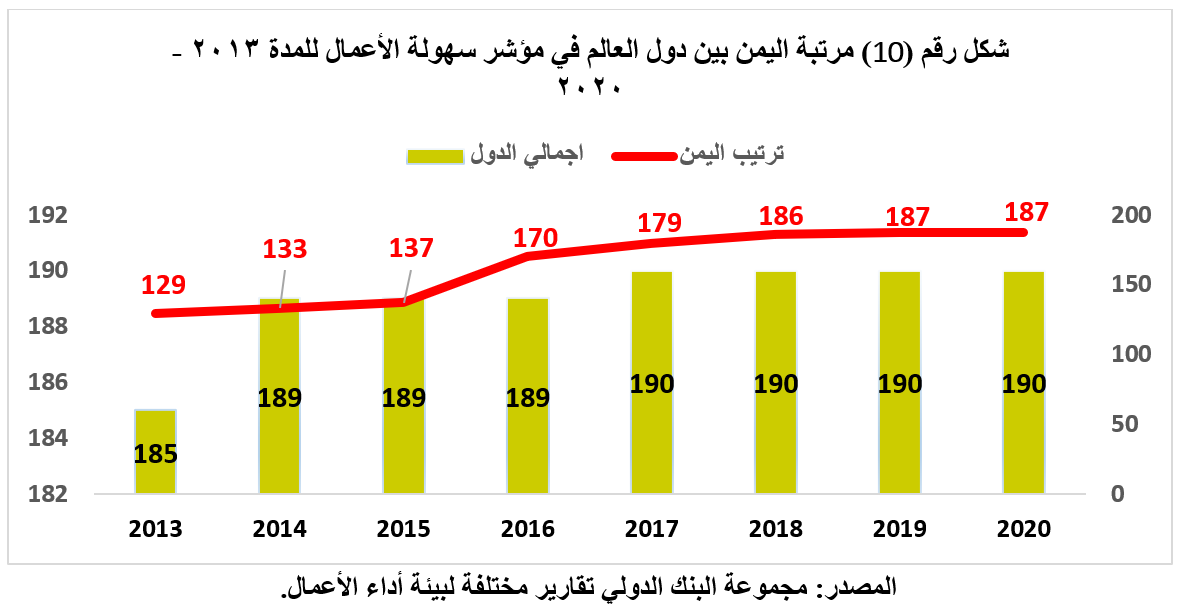 شكل رقم (10) مرتبة اليمن بين دول العالم في مؤشر سهولة الأعمال للمدة ٢٠١٣ -
٢٠٢٠
ترتيب اليمن اجمالي الدول
192 200
190 150
188 100
186 50
184 0
182
129 133 137 170 179 186 187 187
185 189 189 189 190 190 190 190
2013 2014 2015 2016 2017 2018 2019 2020
المصدر: مجموعة البنك الدولي تقارير مختلفة لبيئة أداء الأعمال.